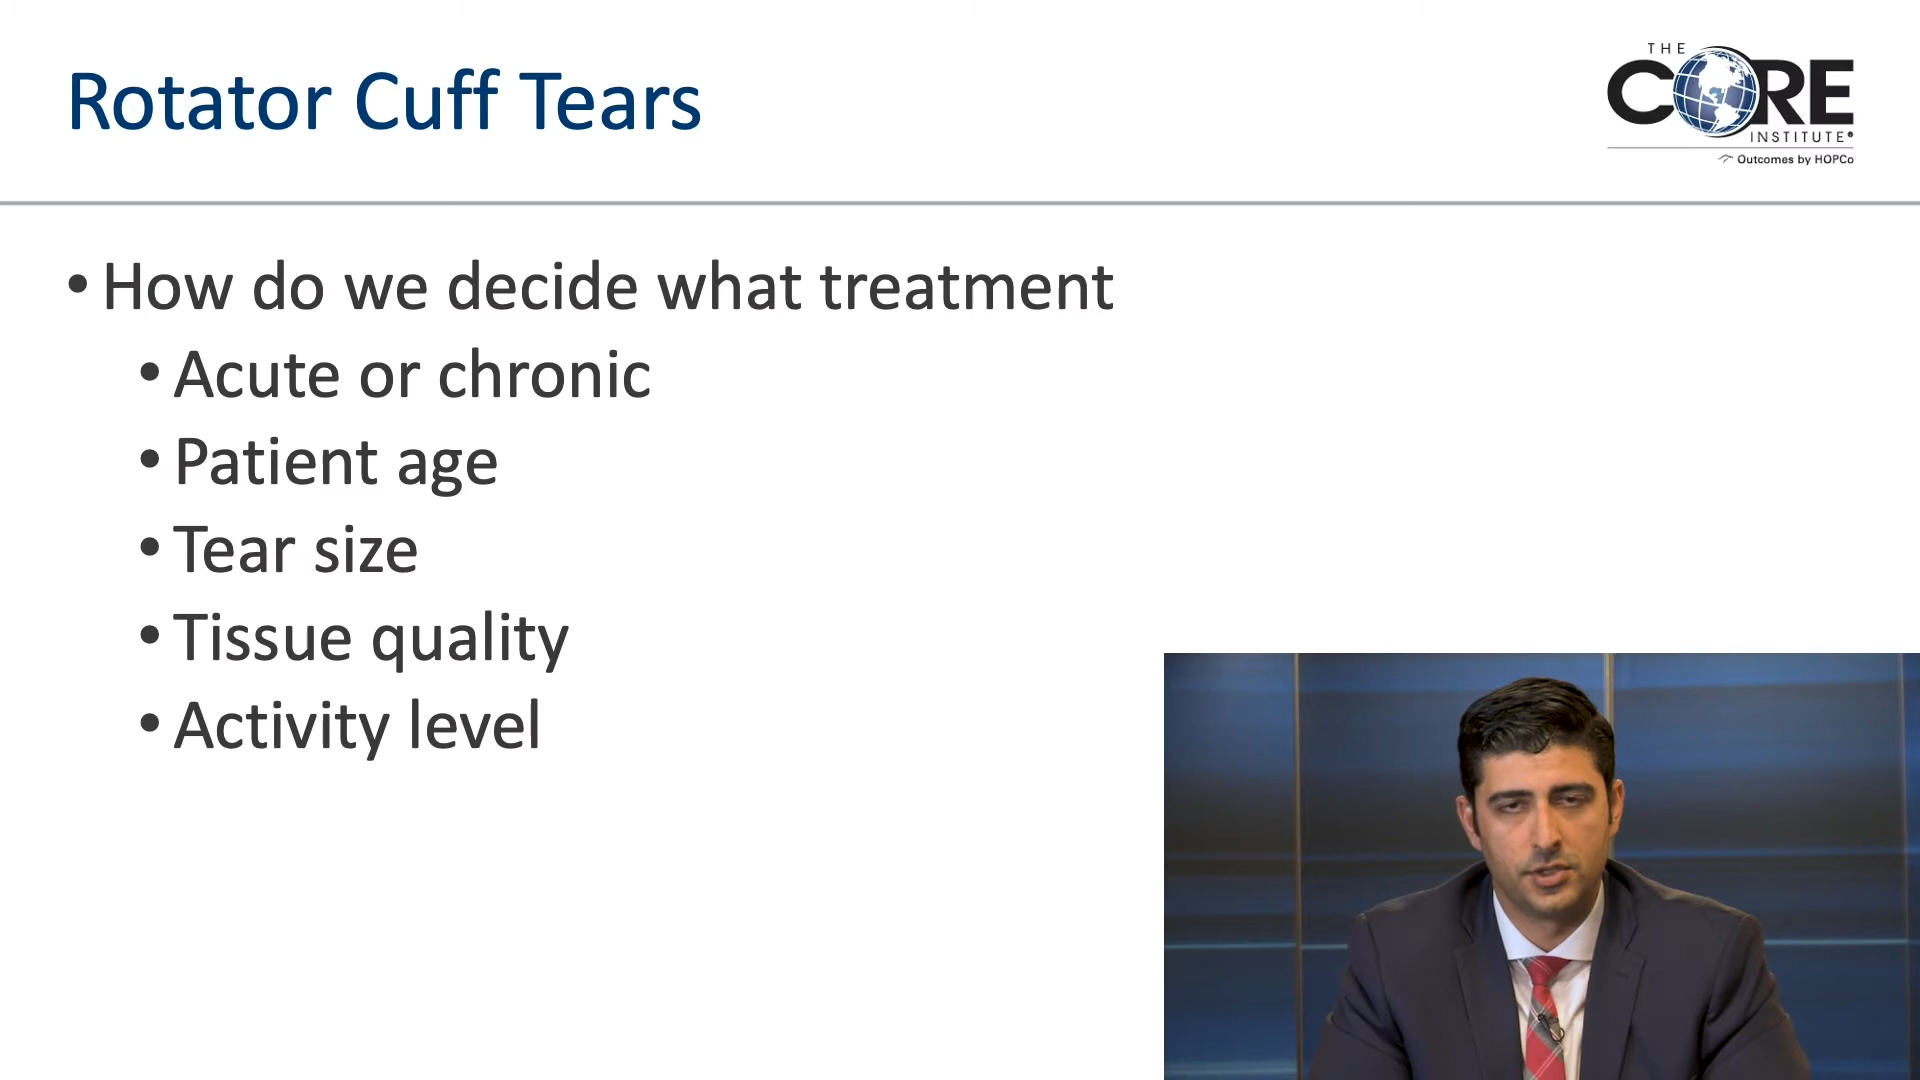 Rotator Cuff Tears
THE
CORE
INSTITUTE®
Outcomes by HOPCo
• How do we decide what treatment
• Acute or chronic
• Patient age
• Tear size
• Tissue quality
• Activity level